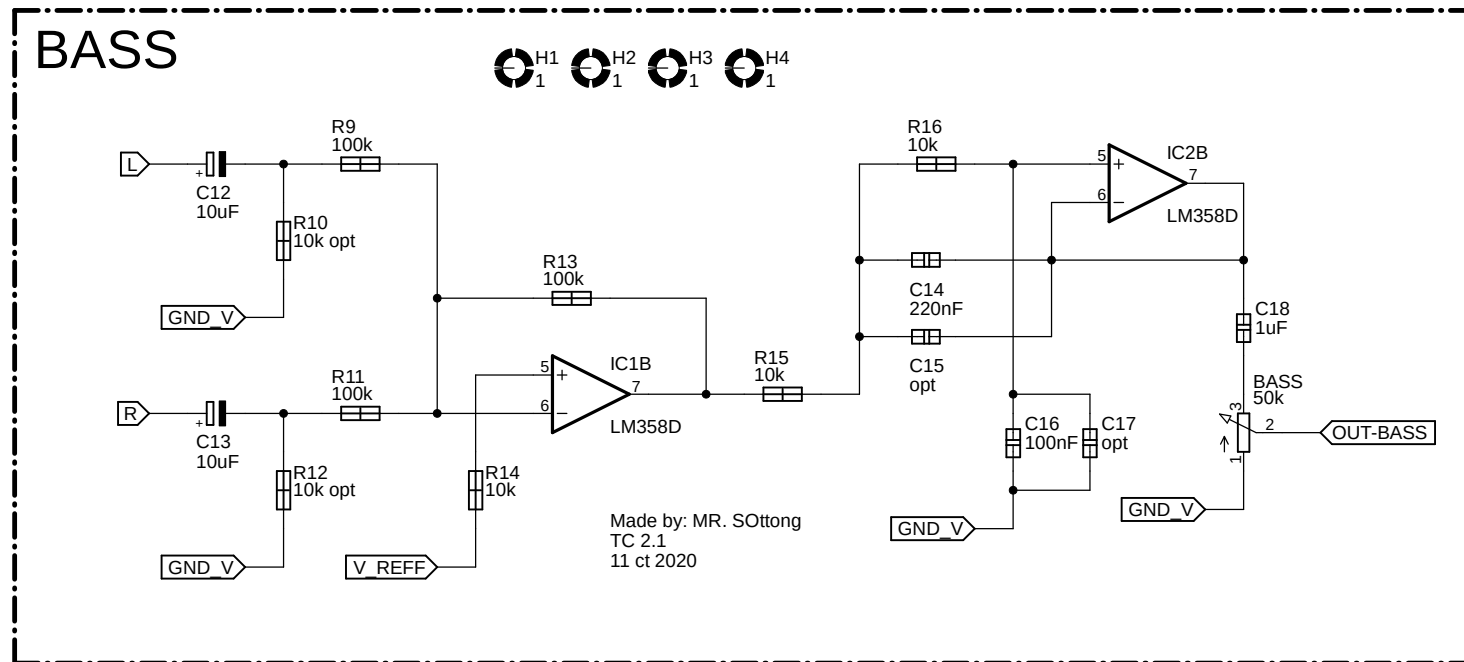 BASS
H1
1
H2
1
H3
1
H4
1
L
+
C12
10uF
R9
100k
R10
10k opt
GND_V
R
+
C13
10uF
R11
100k
R12
10k opt
GND_V
R13
100k
5
+
6
−
7
IC1B
LM358D
R14
10k
V_REFF
R15
10k
Made by: MR. SOttong
TC 2.1
11 ct 2020
R16
10k
5
+
6
−
7
IC2B
LM358D
C14
220nF
C15
opt
C16
100nF
C17
opt
GND_V
C18
1uF
BASS
50k
3
2
1
OUT-BASS
GND_V